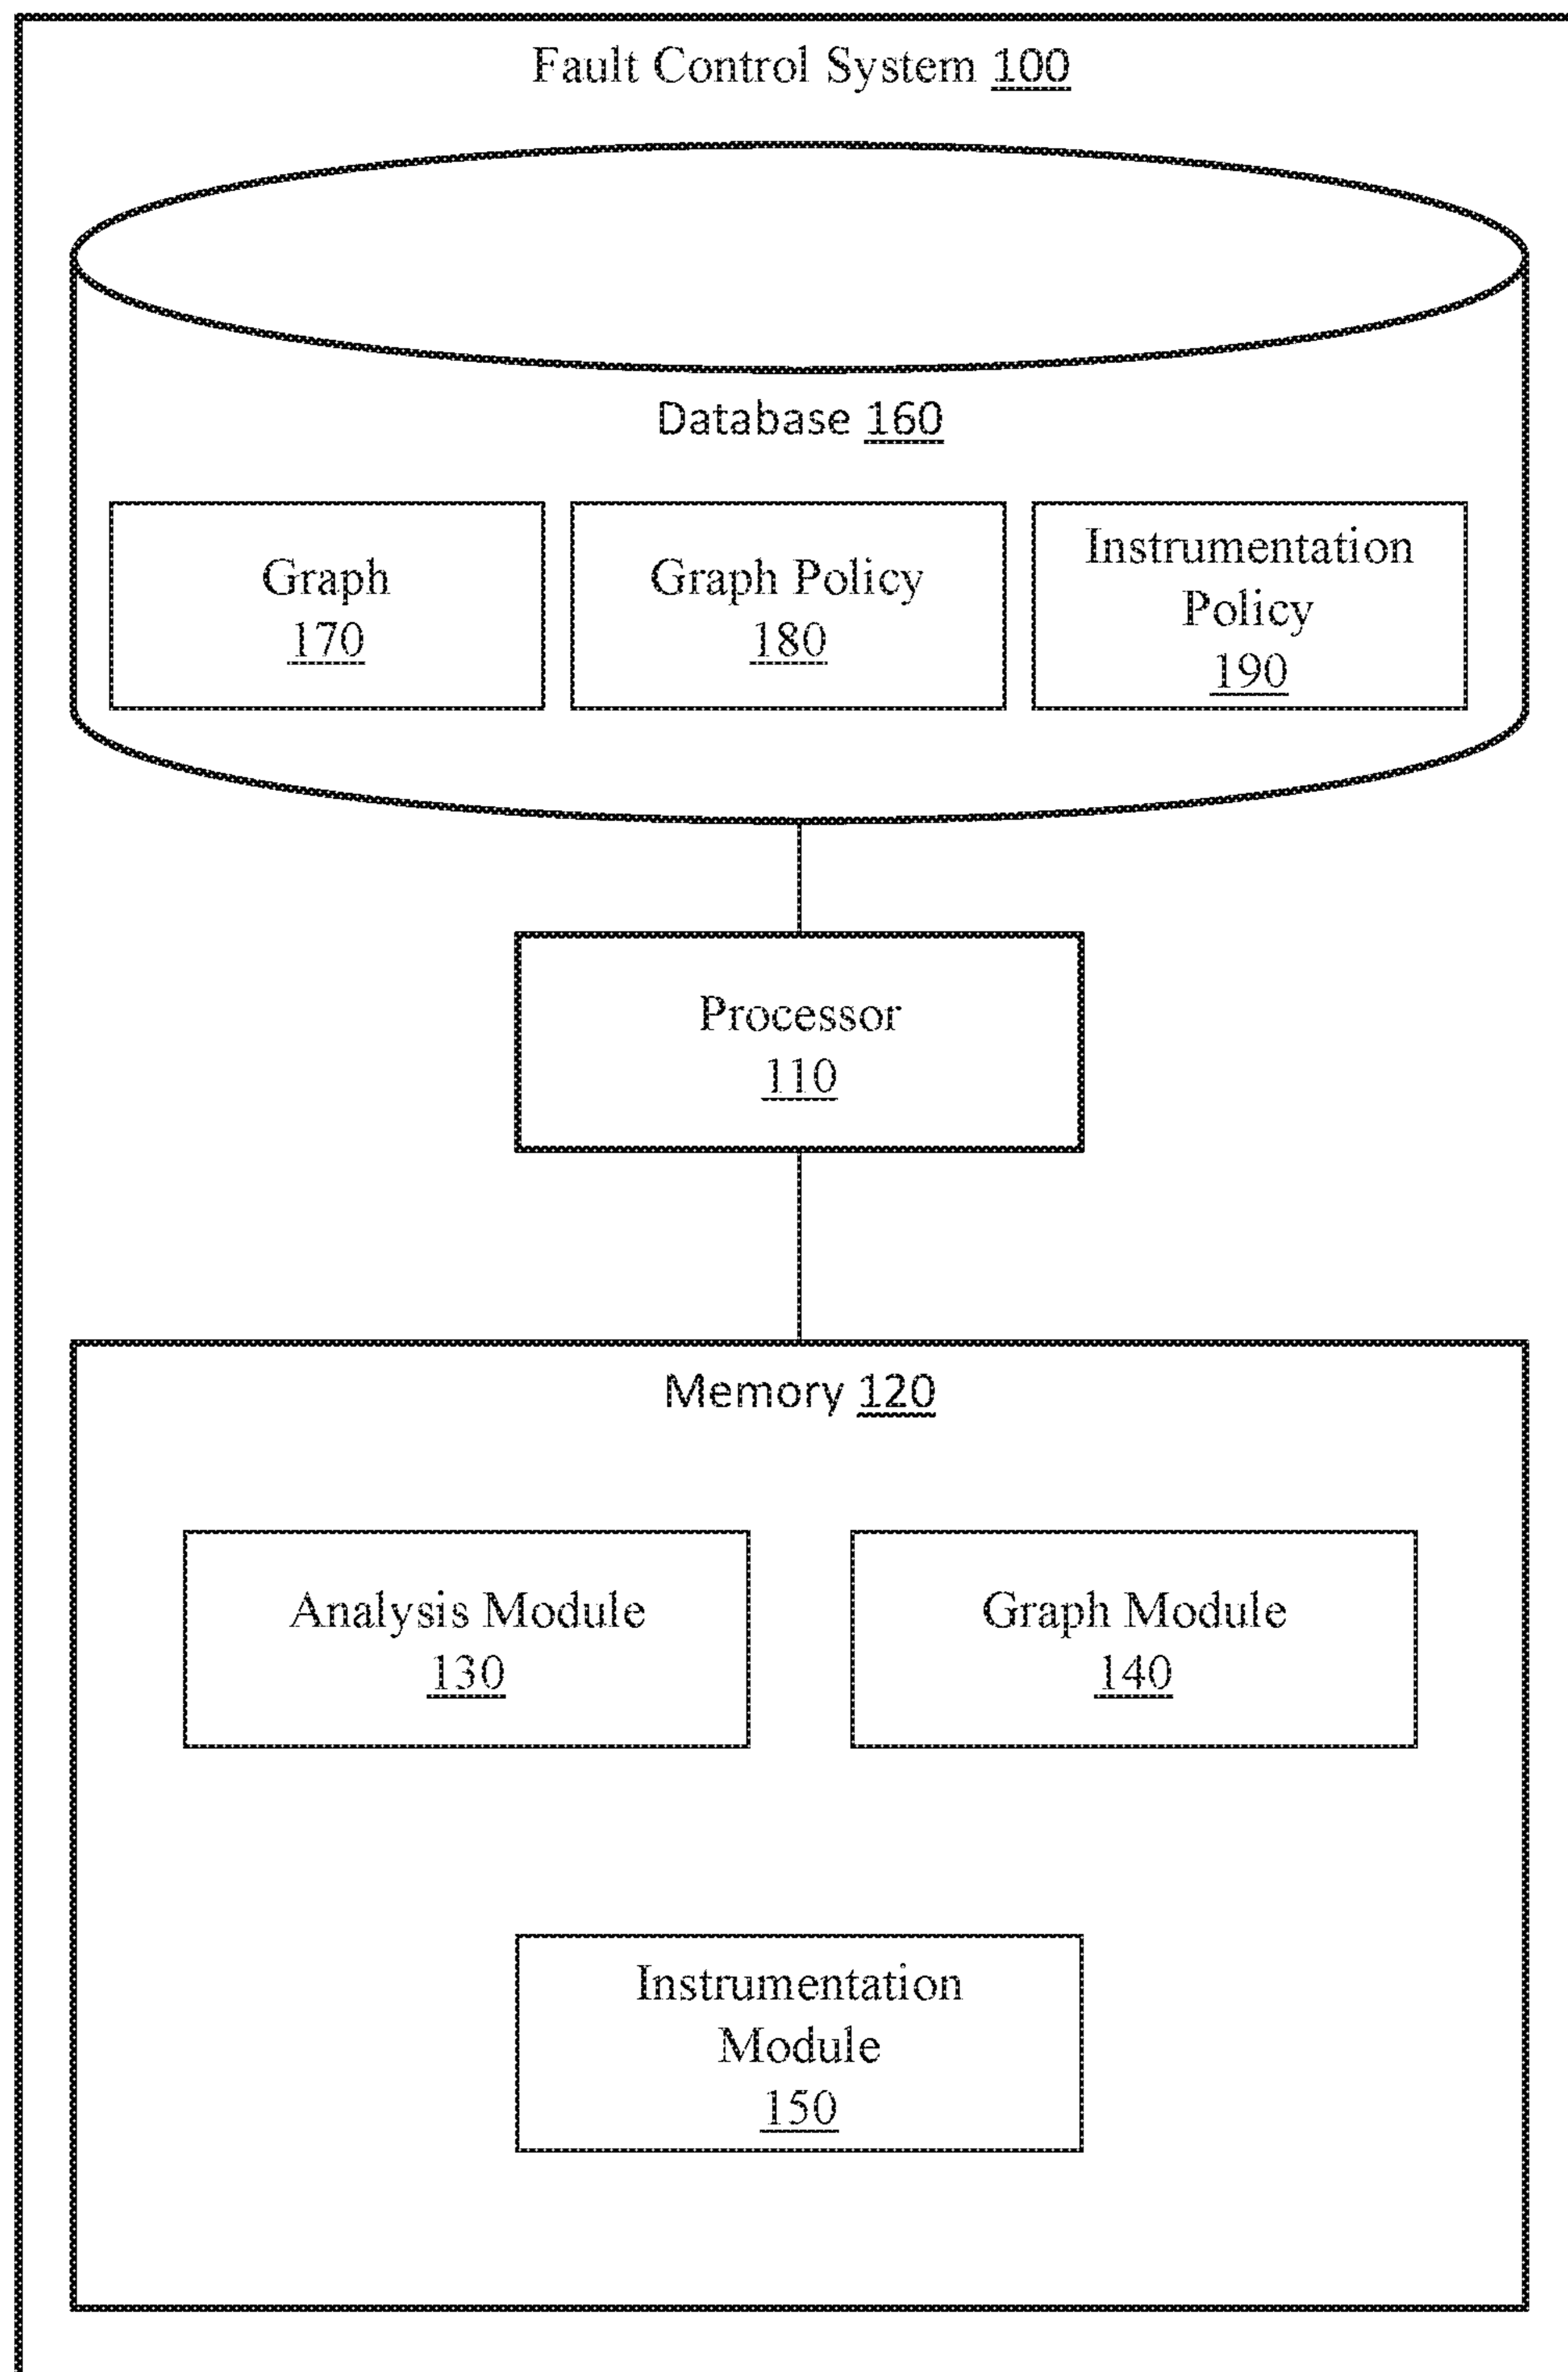 Fault Control System 100
Database 160
Graph
170
Graph Policy
180
Instrumentation
Policy
190
Processor
110
Memory 120
Analysis Module
130
Graph Module
140
Instrumentation
Module
150